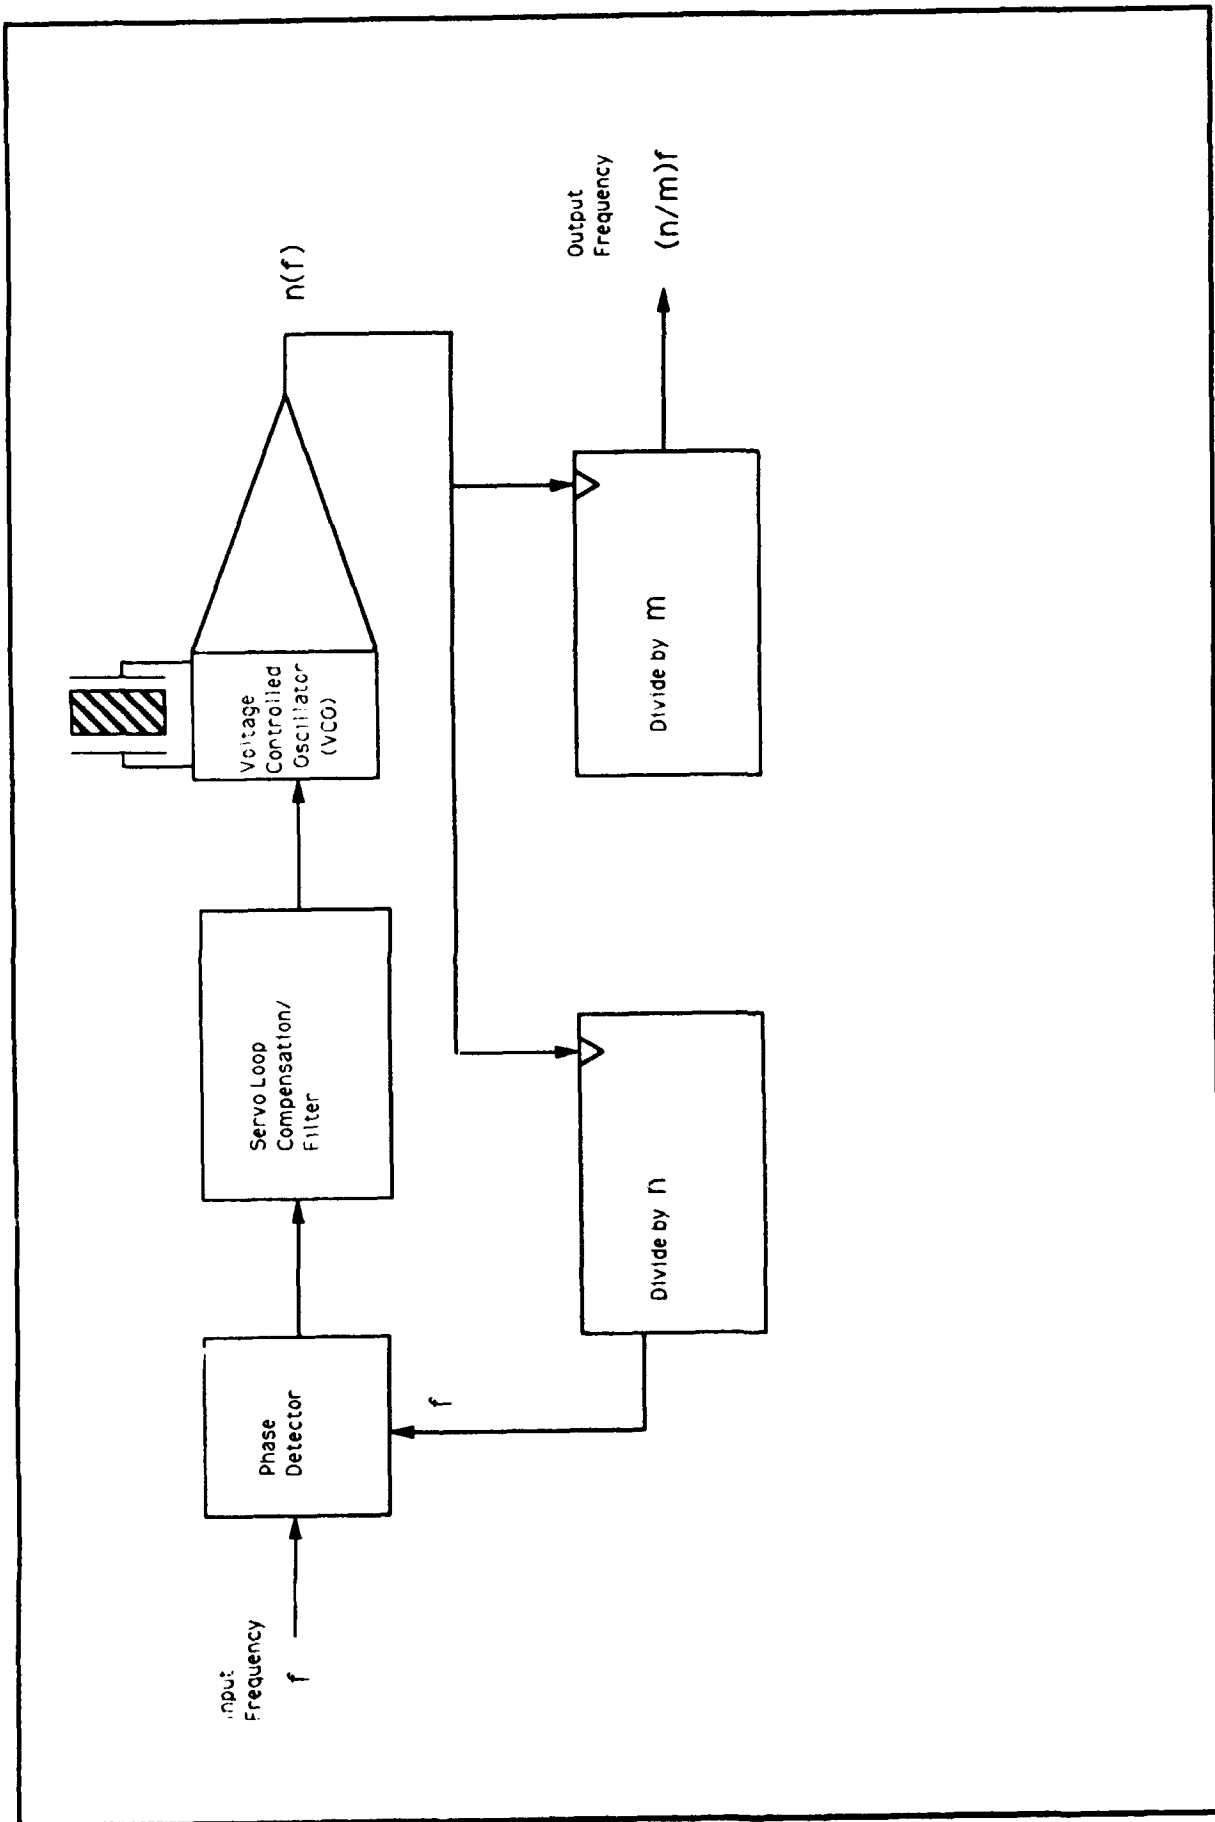 Input
Frequency
f
Phase
Detector
f
Servo Loop
Compensation/
Filter
Voltage
Controlled
Oscillator
(VCO)
n(f)
Divide by n
Divide by m
Output
Frequency
(n/m)f